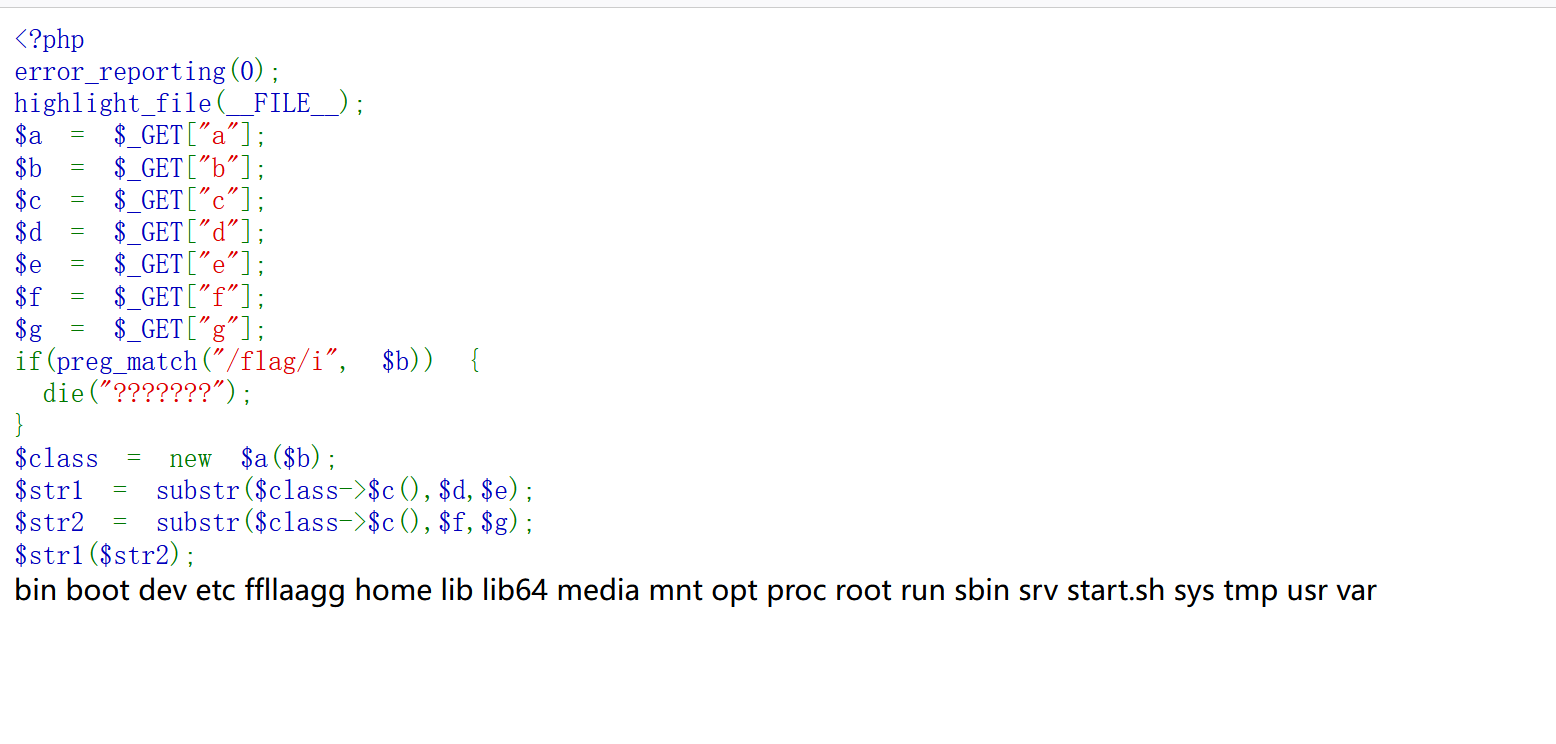 <?php
error_reporting(0);
highlight_file(__FILE__);
$a = $_GET["a"];
$b = $_GET["b"];
$c = $_GET["c"];
$d = $_GET["d"];
$e = $_GET["e"];
$f = $_GET["f"];
$g = $_GET["g"];
if(preg_match("/flag/i", $b)) {
  die("???????");
}
$class = new $a($b);
$str1 = substr($class->$c(),$d,$e);
$str2 = substr($class->$c(),$f,$g);
$str1($str2);
bin boot dev etc ffllaagg home lib lib64 media mnt opt proc root run sbin srv start.sh sys tmp usr var